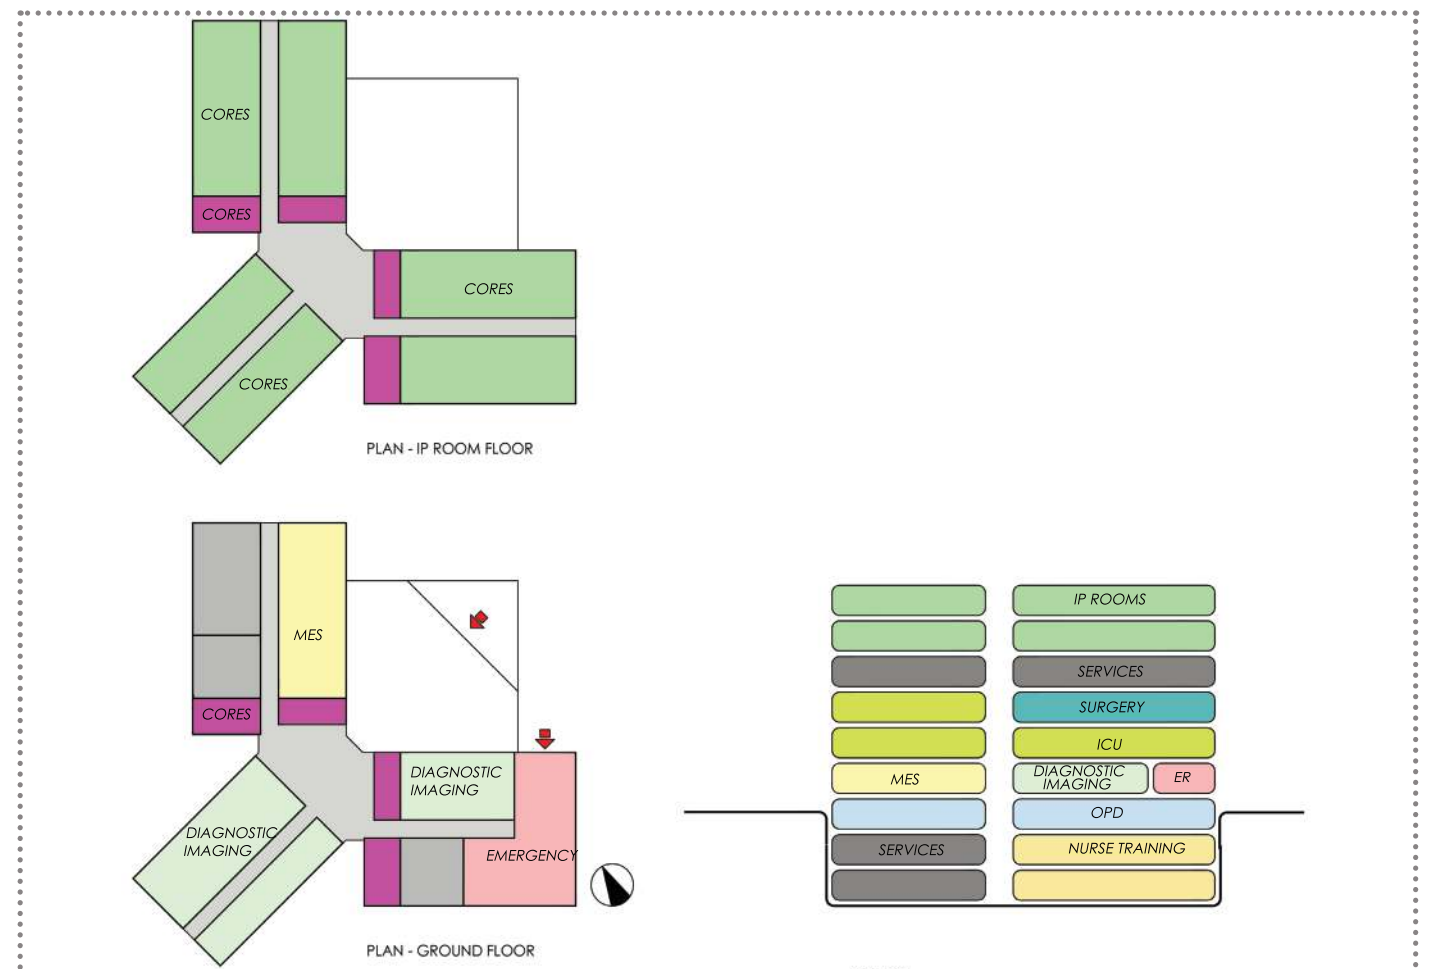 CORES
CORES
CORES
CORES
PLAN - IP ROOM FLOOR
MES
CORES
DIAGNOSTIC
IMAGING
DIAGNOSTIC
IMAGING
EMERGENCY
PLAN - GROUND FLOOR
IP ROOMS
SERVICES
SURGERY
ICU
MES
DIAGNOSTIC
IMAGING
ER
OPD
SERVICES
NURSE TRAINING